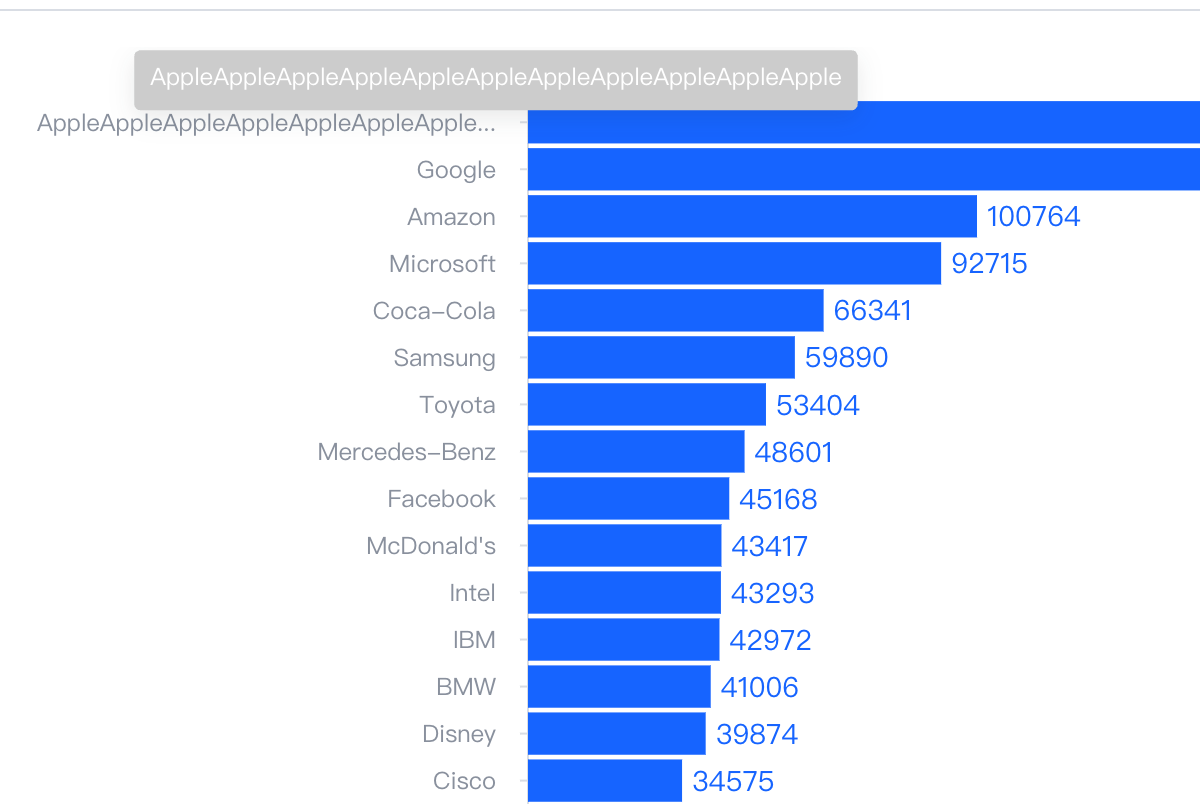 AppleAppleAppleAppleAppleAppleAppleAppleAppleAppleApple
AppleAppleAppleAppleAppleAppleApple...
Google
Amazon 100764
Microsoft 92715
Coca-Cola 66341
Samsung 59890
Toyota 53404
Mercedes-Benz 48601
Facebook 45168
McDonald's 43417
Intel 43293
IBM 42972
BMW 41006
Disney 39874
Cisco 34575